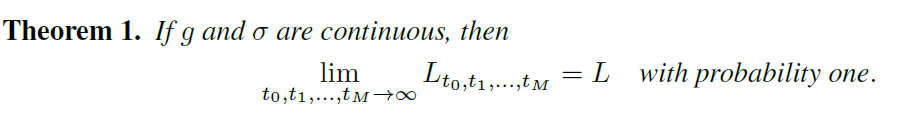 Theorem 1. If g and σ are continuous, then
lim L_{t_0,t_1,...,t_M} = L with probability one.
t_0,t_1,...,t_M→∞